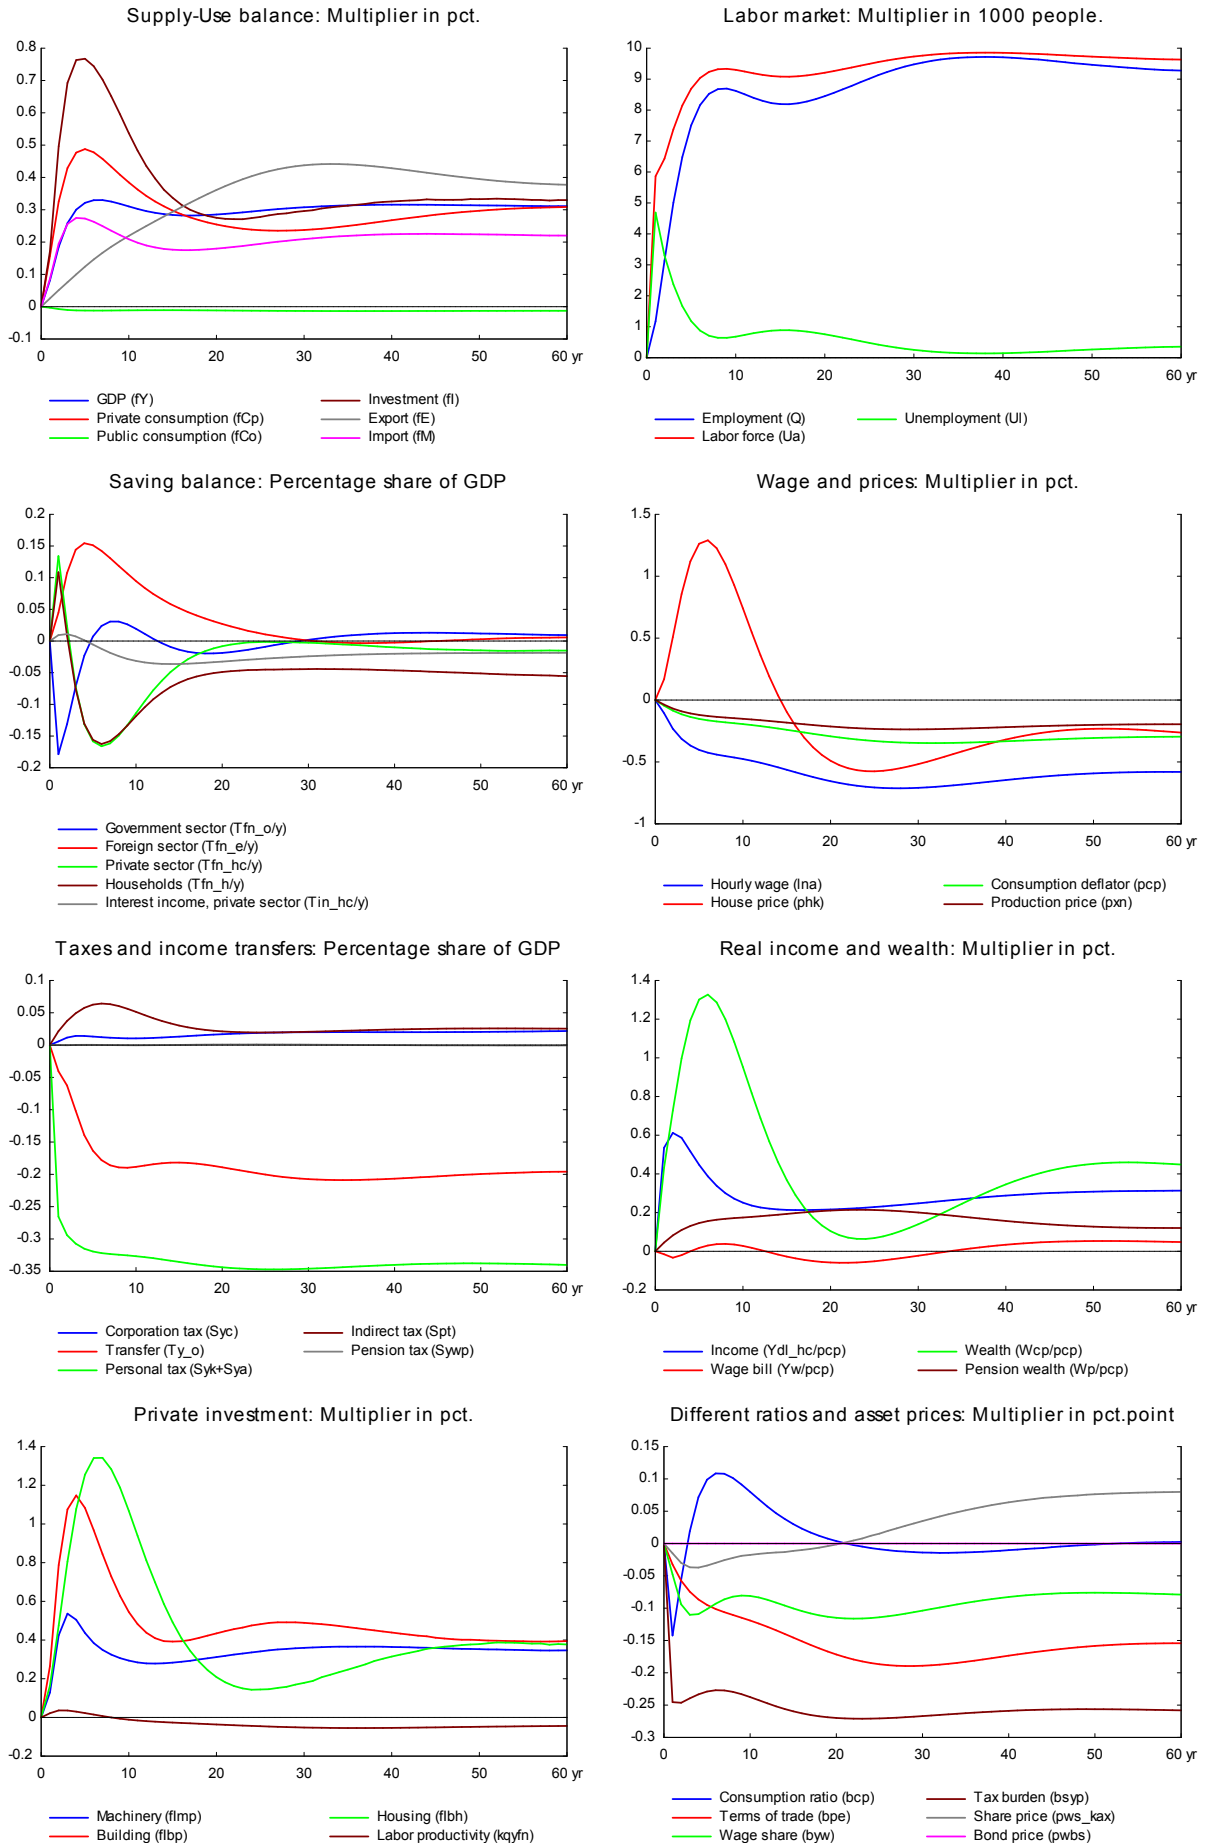 Supply-Use balance: Multiplier in pct.
0.8
0.7
0.6
0.5
0.4
0.3
0.2
0.1
0
-0.1
0 10 20 30 40 50 60 yr
GDP (fY) Investment (fI)
Private consumption (fCp) Export (fE)
Public consumption (fCo) Import (fM)
Labor market: Multiplier in 1000 people.
10
9
8
7
6
5
4
3
2
1
0
0 10 20 30 40 50 60 yr
Employment (Q) Unemployment (Ul)
Labor force (Ua)
Saving balance: Percentage share of GDP
0.2
0.15
0.1
0.05
0
-0.05
-0.1
-0.15
-0.2
0 10 20 30 40 50 60 yr
Government sector (Tfn_o/y)
Foreign sector (Tfn_e/y)
Private sector (Tfn_hc/y)
Households (Tfn_h/y)
Interest income, private sector (Tin_hc/y)
Wage and prices: Multiplier in pct.
1.5
1
0.5
0
-0.5
-1
0 10 20 30 40 50 60 yr
Hourly wage (lna) Consumption deflator (pcp)
House price (phk) Production price (pxn)
Taxes and income transfers: Percentage share of GDP
0.1
0.05
0
-0.05
-0.1
-0.15
-0.2
-0.25
-0.3
-0.35
0 10 20 30 40 50 60 yr
Corporation tax (Syc) Indirect tax (Spt)
Transfer (Ty_o) Pension tax (Sywp)
Personal tax (Syk+Sya)
Real income and wealth: Multiplier in pct.
1.4
1.2
1
0.8
0.6
0.4
0.2
0
-0.2
0 10 20 30 40 50 60 yr
Income (Ydl_hc/pcp) Wealth (Wcp/pcp)
Wage bill (Yw/pcp) Pension wealth (Wp/pcp)
Private investment: Multiplier in pct.
1.4
1.2
1
0.8
0.6
0.4
0.2
0
-0.2
0 10 20 30 40 50 60 yr
Machinery (fImp) Housing (fIbh)
Building (fIbp) Labor productivity (kqyfn)
Different ratios and asset prices: Multiplier in pct.point
0.15
0.1
0.05
0
-0.05
-0.1
-0.15
-0.2
-0.25
-0.3
0 10 20 30 40 50 60 yr
Consumption ratio (bcp) Tax burden (bsyp)
Terms of trade (bpe) Share price (pws_kax)
Wage share (byw) Bond price (pwbs)